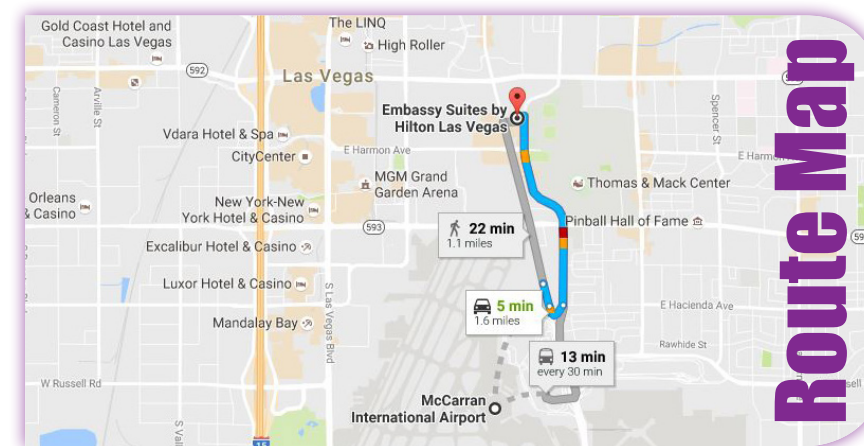 Gold Coast Hotel and
Casino Las Vegas
The LINQ
High Roller
592
Las Vegas
Embassy Suites by
Hilton Las Vegas
Cameron St
Arville St
Spencer St
Vdara Hotel & Spa
E Harmon Ave
CityCenter
MGM Grand
Garden Arena
Thomas & Mack Center
E Harm
Orleans
& Casino
New York-New
York Hotel & Casino
593
22 min
1.1 miles
Pinball Hall of Fame
Excalibur Hotel & Casino
Luxor Hotel & Casino
S Las Vegas Blvd
5 min
1.6 miles
E Hacienda Ave
Mandalay Bay
Rawhide St
13 min
every 30 min
W Russell Rd
McCarran
International Airport
S Val
15
Route Map